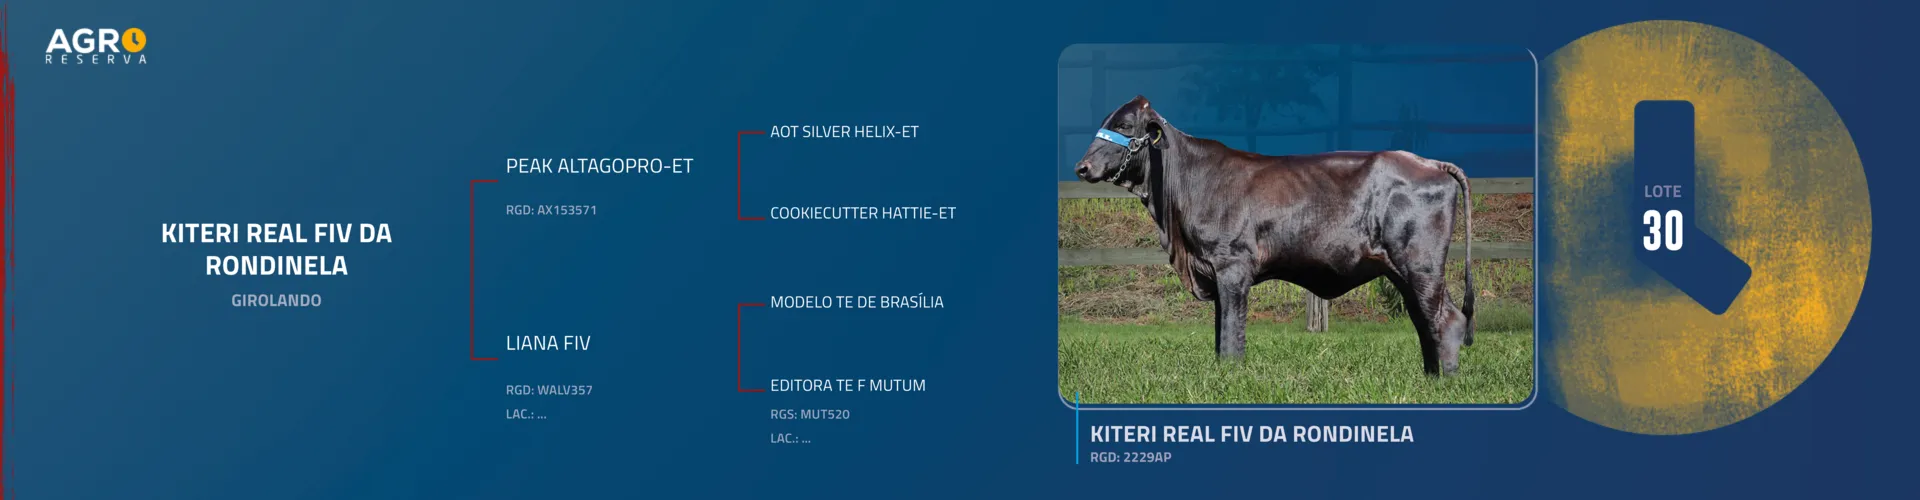 AGRO
RESERVA
KITERI REAL FIV DA
RONDINELA
GIROLANDO
PEAK ALTAGOPRO-ET
RGD: AX153571
LIANA FIV
RGD: WALV357
LAC.: ...
AOT SILVER HELIX-ET
COOKIECUTTER HATTIE-ET
MODELO TE DE BRASÍLIA
EDITORA TE F MUTUM
RGS: MUT520
LAC.: ...
KITERI REAL FIV DA RONDINELA
RGD: 2229AP
LOTE
30